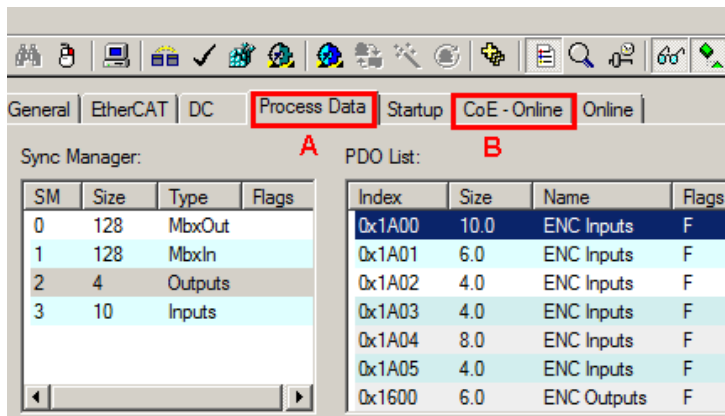 General EtherCAT DC Process Data Startup CoE - Online Online
A B
Sync Manager: PDO List:
SM Size Type Flags Index Size Name Flags
0 128 MbxOut 0x1A00 10.0 ENC Inputs F
1 128 MbxIn 0x1A01 6.0 ENC Inputs F
2 4 Outputs 0x1A02 4.0 ENC Inputs F
3 10 Inputs 0x1A03 4.0 ENC Inputs F
0x1A04 8.0 ENC Inputs F
0x1A05 4.0 ENC Inputs F
0x1600 6.0 ENC Outputs F